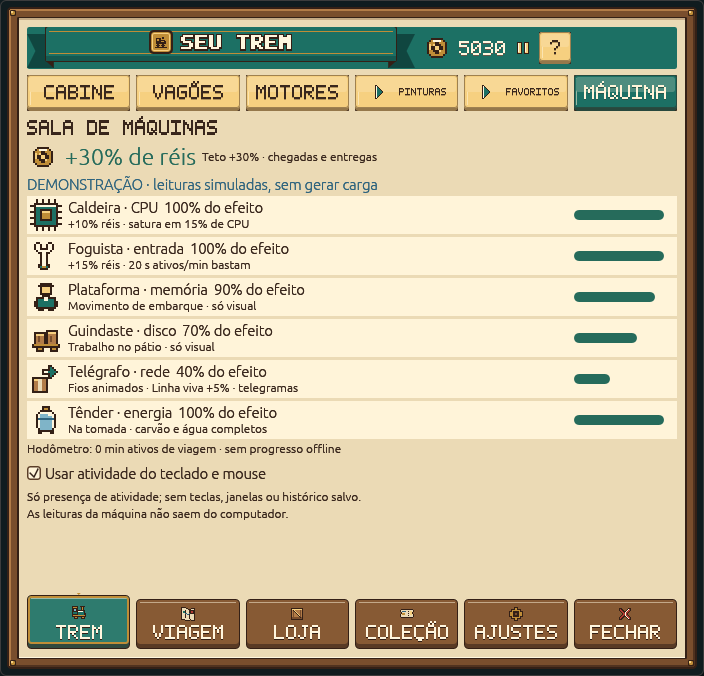 SEU TREM
5030
?
CABINE
VAGÕES
MOTORES
PINTURAS
FAVORITOS
MÁQUINA
SALA DE MÁQUINAS
+30% de réis Teto +30% · chegadas e entregas
DEMONSTRAÇÃO · leituras simuladas, sem gerar carga
Caldeira · CPU 100% do efeito
+10% réis · satura em 15% de CPU
Foguista · entrada 100% do efeito
+15% réis · 20 s ativos/min bastam
Plataforma · memória 90% do efeito
Movimento de embarque · só visual
Guindaste · disco 70% do efeito
Trabalho no pátio · só visual
Telégrafo · rede 40% do efeito
Fios animados · Linha viva +5% · telegramas
Tênder · energia 100% do efeito
Na tomada · carvão e água completos
Hodômetro: 0 min ativos de viagem · sem progresso offline
Usar atividade do teclado e mouse
Só presença de atividade; sem teclas, janelas ou histórico salvo.
As leituras da máquina não saem do computador.
TREM
VIAGEM
LOJA
COLEÇÃO
AJUSTES
FECHAR